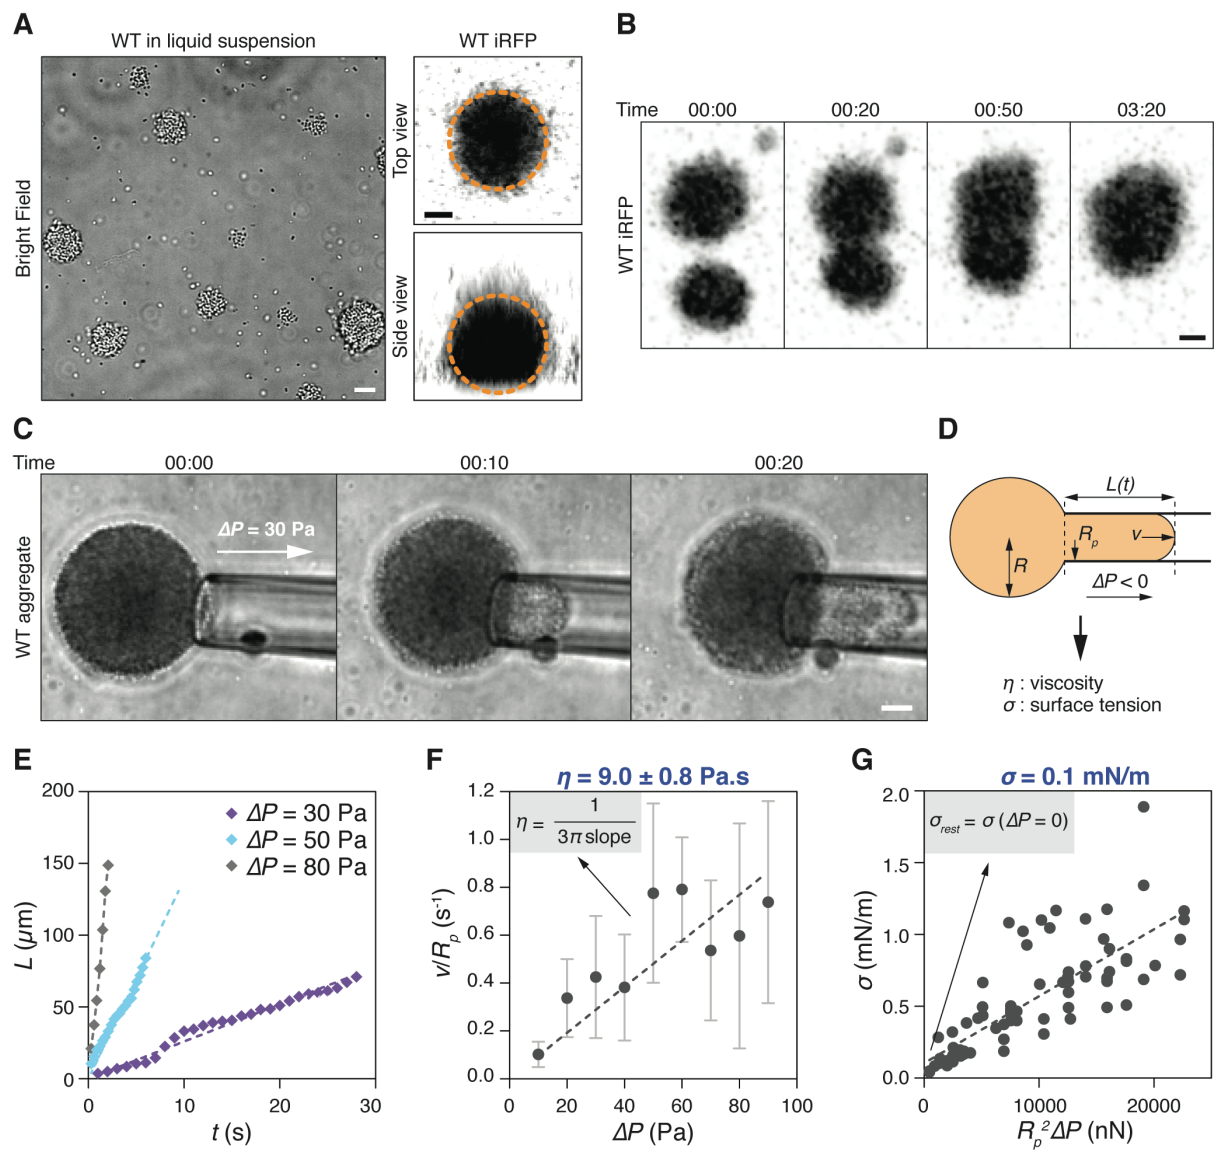 A
WT in liquid suspension
WT iRFP
Bright Field
Top view
Side view
B
Time 00:00 00:20 00:50 03:20
WT iRFP
C
Time 00:00 00:10 00:20
WT aggregate
ΔP = 30 Pa
D
L(t)
R
Rₚ
v
ΔP < 0
η : viscosity
σ : surface tension
E
L (µm)
200
150
100
50
0
ΔP = 30 Pa
ΔP = 50 Pa
ΔP = 80 Pa
0 10 20 30
t (s)
F
η = 9.0 ± 0.8 Pa.s
η = 1 / 3π slope
v/Rₚ (s⁻¹)
1.2
1.0
0.8
0.6
0.4
0.2
0.0
0 20 40 60 80 100
ΔP (Pa)
G
σ = 0.1 mN/m
σrest = σ (ΔP = 0)
σ (mN/m)
2.0
1.5
1.0
0.5
0.0
0 10000 20000
Rₚ²ΔP (nN)